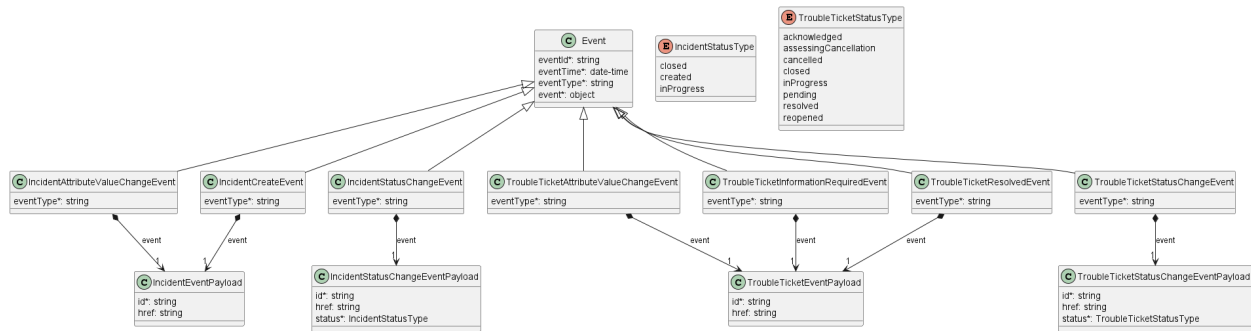 E TroubleTicketStatusType
acknowledged
assessingCancellation
cancelled
closed
inProgress
pending
resolved
reopened
C Event
eventId*: string
eventTime*: date-time
eventType*: string
event*: object
E IncidentStatusType
closed
created
inProgress
C IncidentAttributeValueChangeEvent
eventType*: string
C IncidentCreateEvent
eventType*: string
C IncidentStatusChangeEvent
eventType*: string
C TroubleTicketAttributeValueChangeEvent
eventType*: string
C TroubleTicketInformationRequiredEvent
eventType*: string
C TroubleTicketResolvedEvent
eventType*: string
C TroubleTicketStatusChangeEvent
eventType*: string
event
event
event
event
event
event
event
1
1
1
1
1
1
1
C IncidentEventPayload
id*: string
href: string
C IncidentStatusChangeEventPayload
id*: string
href: string
status*: IncidentStatusType
C TroubleTicketEventPayload
id*: string
href: string
C TroubleTicketStatusChangeEventPayload
id*: string
href: string
status*: TroubleTicketStatusType